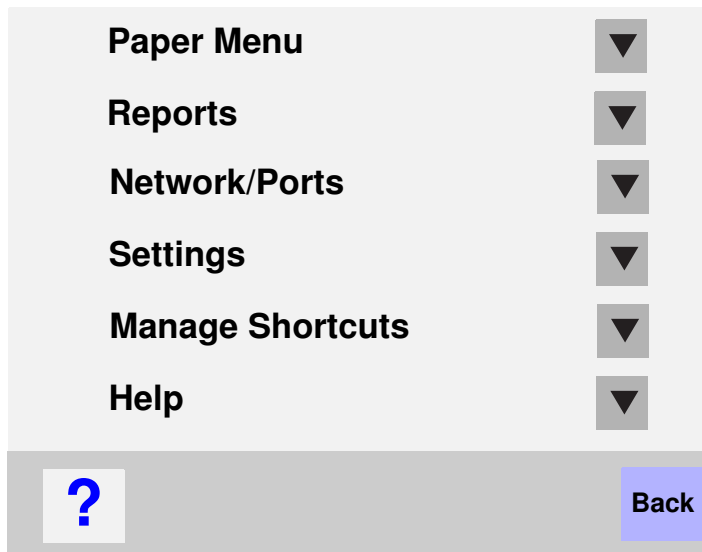 Paper Menu
Reports
Network/Ports
Settings
Manage Shortcuts
Help
?
Back